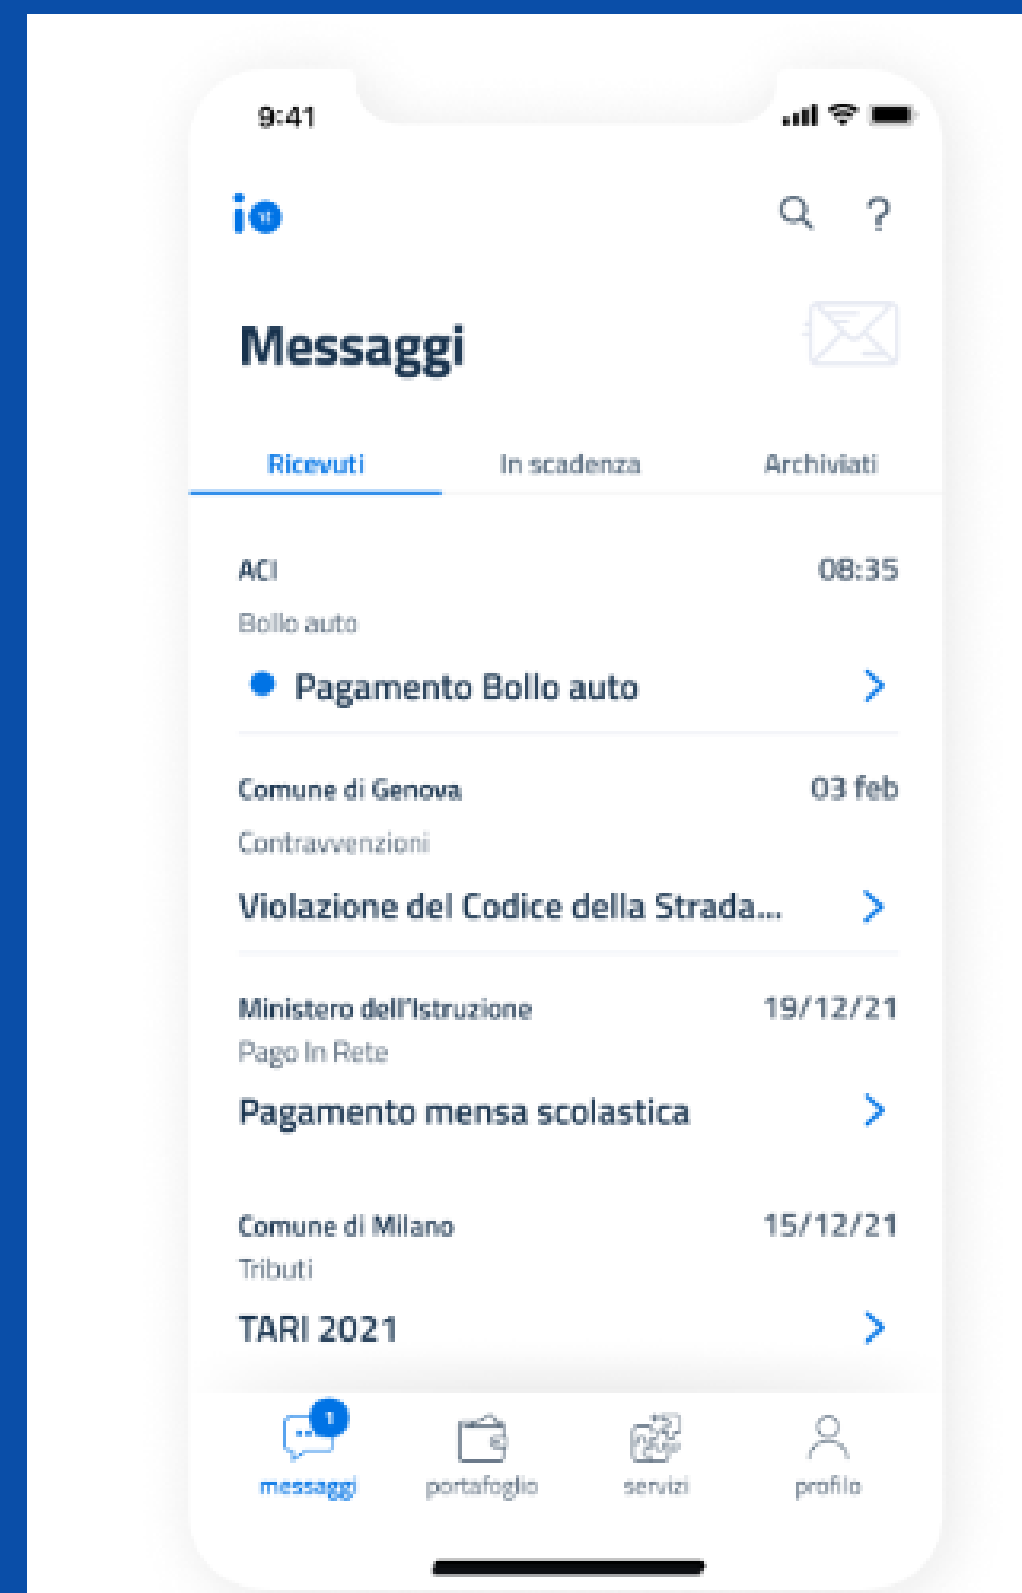 9:41
io
?
Messaggi
Ricevuti In scadenza Archiviati
ACI 08:35
Bollo auto
Pagamento Bollo auto
Comune di Genova 03 feb
Contravvenzioni
Violazione del Codice della Strada...
Ministero dell'Istruzione 19/12/21
Pago In Rete
Pagamento mensa scolastica
Comune di Milano 15/12/21
Tributi
TARI 2021
1
messaggi portafoglio servizi profilo